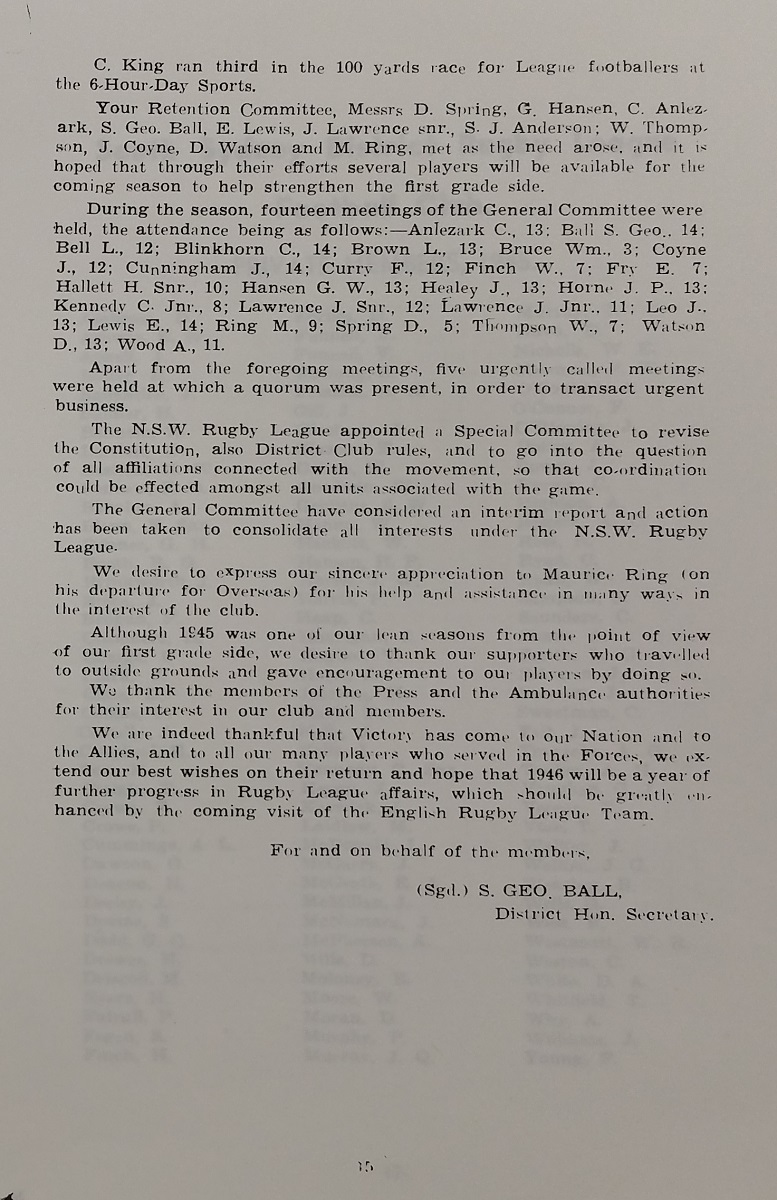 C. King ran third in the 100 yards race for League footballers at
the 6-Hour-Day Sports.
Your Retention Committee, Messrs D. Spring, G. Hansen, C. Anlez-
ark, S. Geo. Ball, E. Lewis, J. Lawrence snr., S. J. Anderson; W. Thomp-
son, J. Coyne, D. Watson and M. Ring, met as the need arose, and it is
hoped that through their efforts several players will be available for the
coming season to help strengthen the first grade side.
During the season, fourteen meetings of the General Committee were
held, the attendance being as follows:—Anlezark C., 13; Ball S. Geo., 14;
Bell L., 12; Blinkhorn C., 14; Brown L., 13; Bruce Wm., 3; Coyne
J., 12; Cunningham J., 14; Curry F., 12; Finch W., 7; Fry E. 7;
Hallett H. Snr., 10; Hansen G. W., 13; Healey J., 13; Horne J. P., 13;
Kennedy C. Jnr., 8; Lawrence J. Snr., 12; Lawrence J. Jnr., 11; Leo J.,
13; Lewis E., 14; Ring M., 9; Spring D., 5; Thompson W., 7; Watson
D., 13; Wood A., 11.
Apart from the foregoing meetings, five urgently called meetings
were held at which a quorum was present, in order to transact urgent
business.
The N.S.W. Rugby League appointed a Special Committee to revise
the Constitution, also District Club rules, and to go into the question
of all affiliations connected with the movement, so that co-ordination
could be effected amongst all units associated with the game.
The General Committee have considered an interim report and action
has been taken to consolidate all interests under the N.S.W. Rugby
League.
We desire to express our sincere appreciation to Maurice Ring (on
his departure for Overseas) for his help and assistance in many ways in
the interest of the club.
Although 1945 was one of our lean seasons from the point of view
of our first grade side, we desire to thank our supporters who travelled
to outside grounds and gave encouragement to our players by doing so.
We thank the members of the Press and the Ambulance authorities
for their interest in our club and members.
We are indeed thankful that Victory has come to our Nation and to
the Allies, and to all our many players who served in the Forces, we ex-
tend our best wishes on their return and hope that 1946 will be a year of
further progress in Rugby League affairs, which should be greatly en-
hanced by the coming visit of the English Rugby League Team.
For and on behalf of the members,
(Sgd.) S. GEO. BALL,
District Hon. Secretary.
15